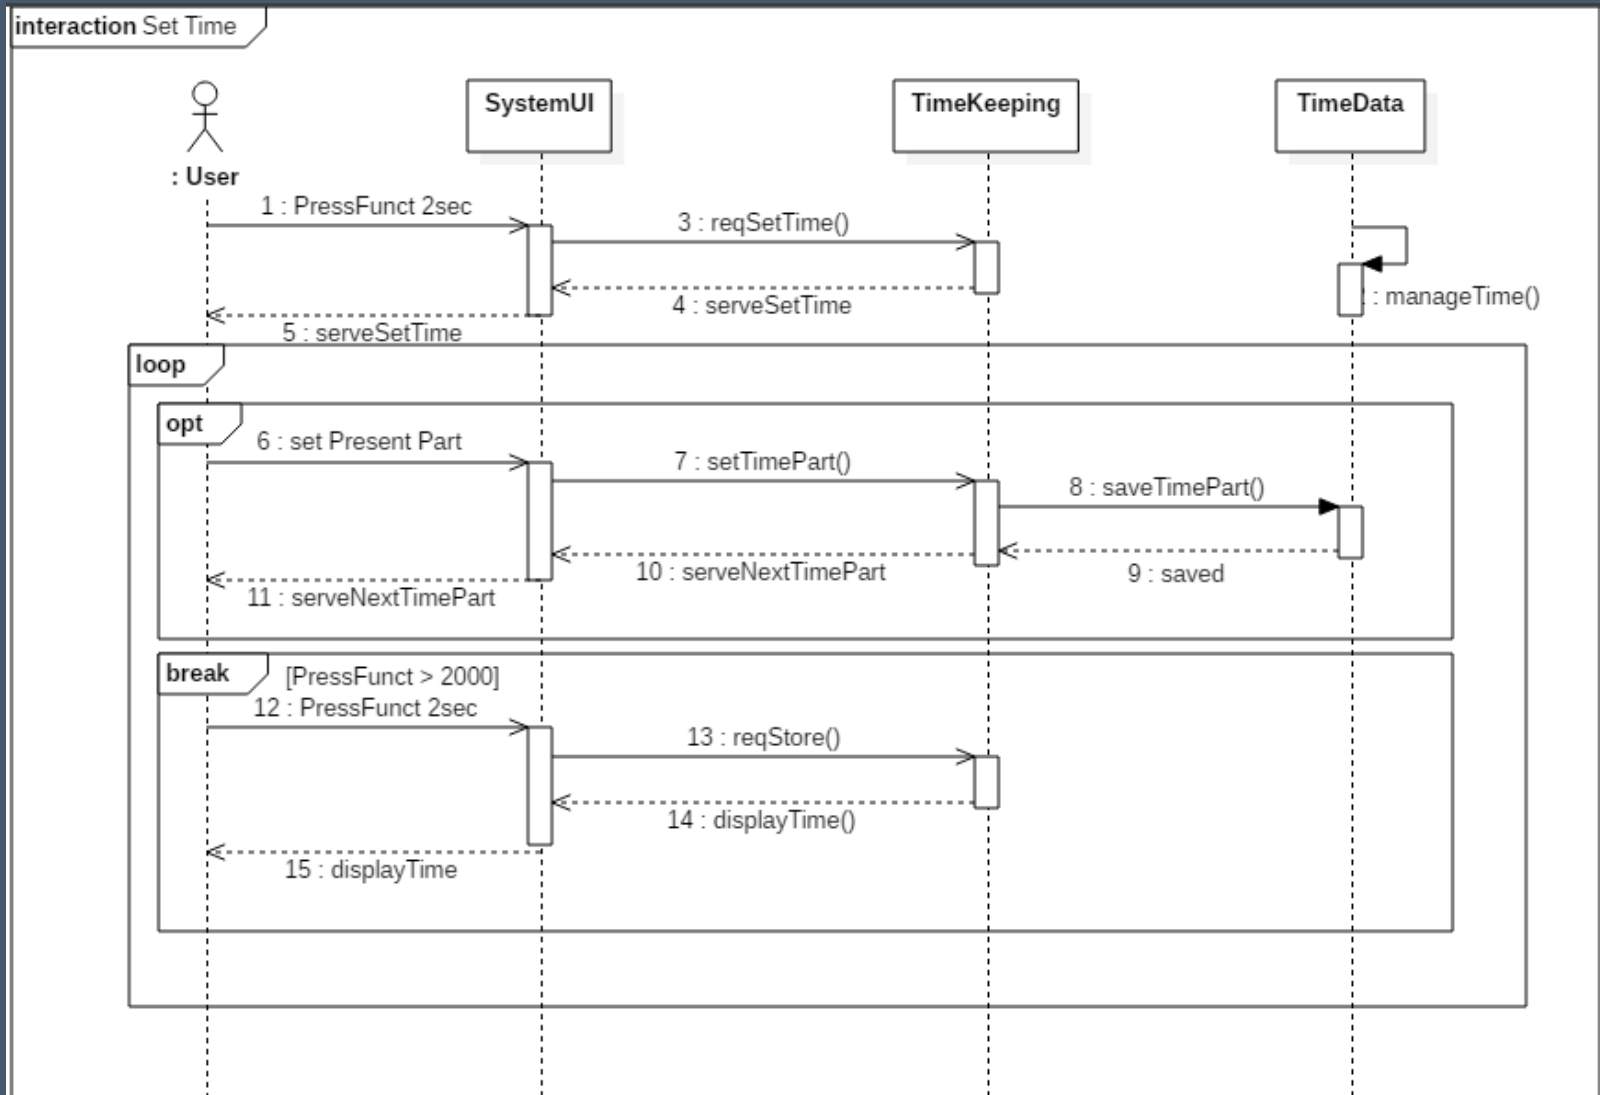 interaction Set Time
SystemUI
TimeKeeping
TimeData
: User
1 : PressFunct 2sec
3 : reqSetTime()
: manageTime()
4 : serveSetTime
5 : serveSetTime
loop
opt
6 : set Present Part
7 : setTimePart()
8 : saveTimePart()
10 : serveNextTimePart
9 : saved
11 : serveNextTimePart
break
[PressFunct > 2000]
12 : PressFunct 2sec
13 : reqStore()
14 : displayTime()
15 : displayTime